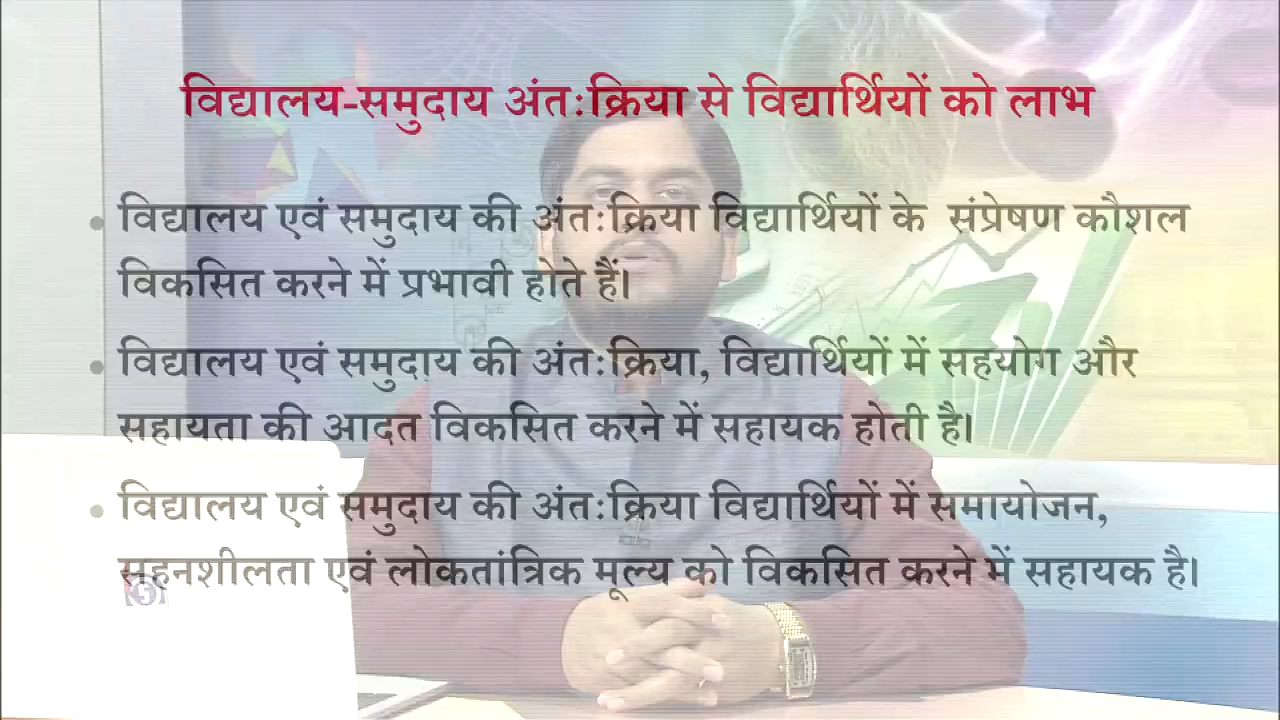 विद्यालय-समुदाय अंतःक्रिया से विद्यार्थियों को लाभ
• विद्यालय एवं समुदाय की अंतःक्रिया विद्यार्थियों के संप्रेषण कौशल
विकसित करने में प्रभावी होते हैं।
• विद्यालय एवं समुदाय की अंतःक्रिया, विद्यार्थियों में सहयोग और
सहायता की आदत विकसित करने में सहायक होती है।
• विद्यालय एवं समुदाय की अंतःक्रिया विद्यार्थियों में समायोजन,
सहनशीलता एवं लोकतांत्रिक मूल्य को विकसित करने में सहायक है।